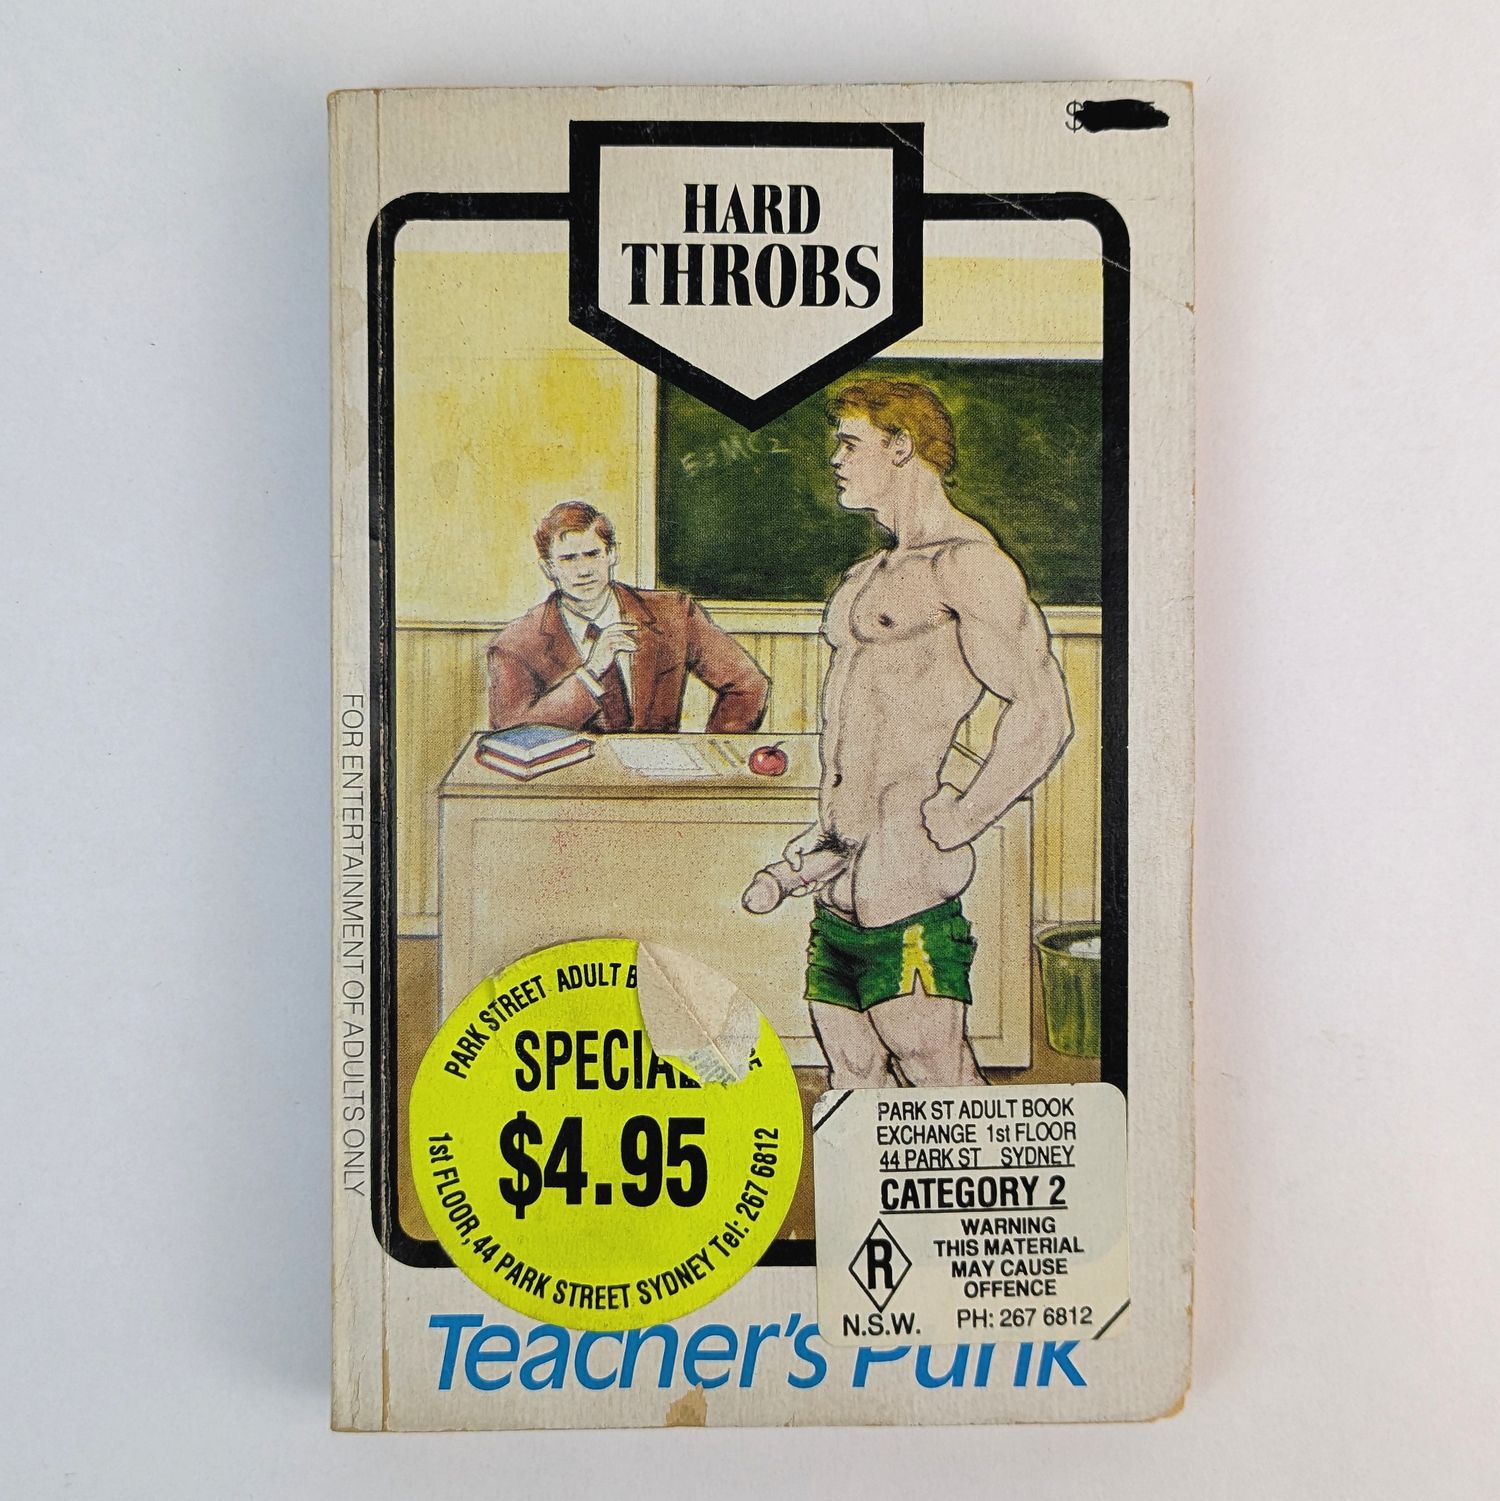 $
HARD
THROBS
E=MC2
FOR ENTERTAINMENT OF ADULTS ONLY
PARK STREET ADULT B
SPECIAL
$4.95
1st FLOOR, 44 PARK STREET SYDNEY Tel: 267 6812
PARK ST ADULT BOOK
EXCHANGE 1st FLOOR
44 PARK ST SYDNEY
CATEGORY 2
R
WARNING
THIS MATERIAL
MAY CAUSE
OFFENCE
N.S.W. PH: 267 6812
Teacher's Punk